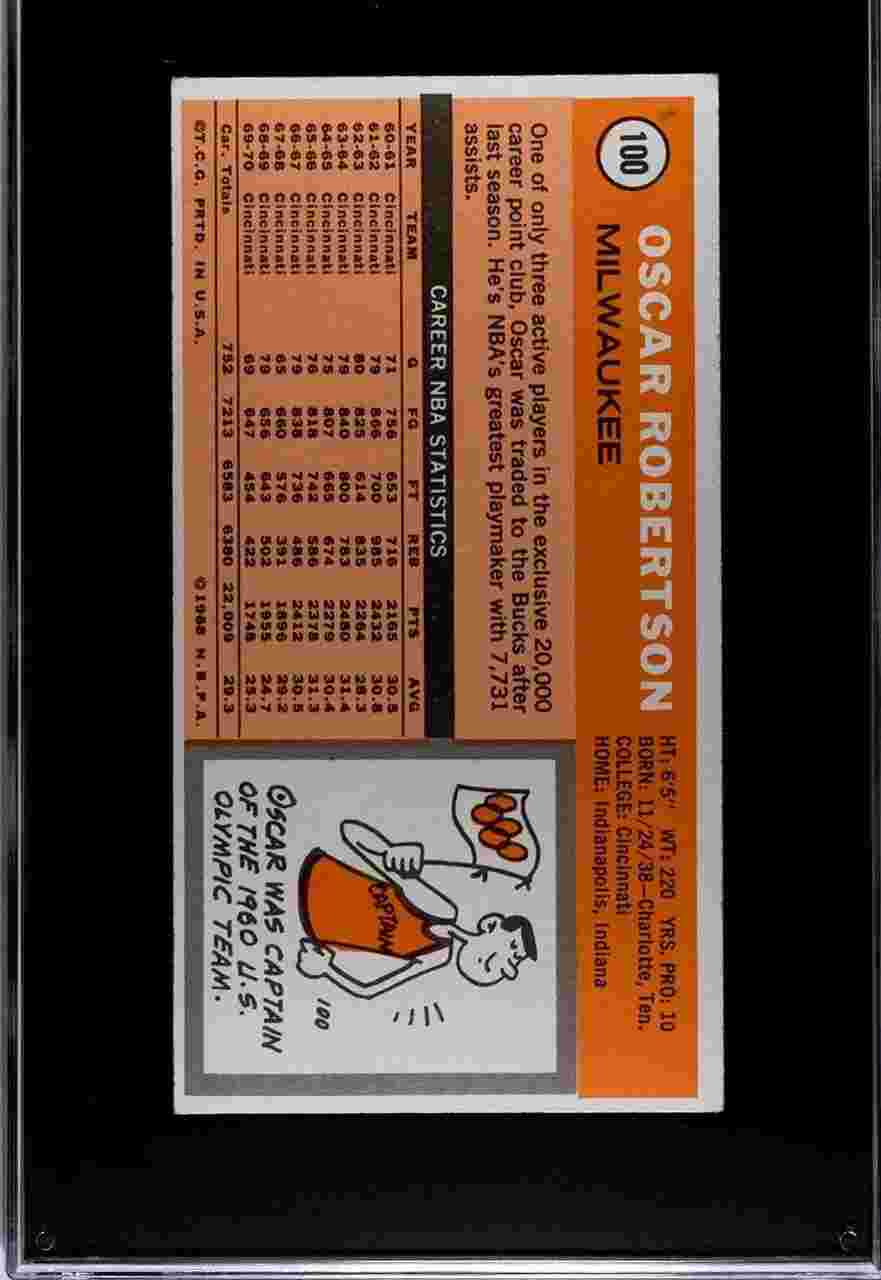 100
OSCAR ROBERTSON
MILWAUKEE
HT: 6'5" WT: 220 YRS. PRO: 10
BORN: 11/24/38—Charlotte, Ten.
COLLEGE: Cincinnati
HOME: Indianapolis, Indiana
One of only three active players in the exclusive 20,000
career point club, Oscar was traded to the Bucks after
last season. He's NBA's greatest playmaker with 7,731
assists.
CAREER NBA STATISTICS
YEAR TEAM G FG FT REB PTS AVG
60-61 Cincinnati 71 756 653 716 2165 30.5
61-62 Cincinnati 79 866 700 985 2432 30.8
62-63 Cincinnati 80 825 614 835 2264 28.3
63-64 Cincinnati 79 840 800 783 2480 31.4
64-65 Cincinnati 75 807 665 674 2279 30.4
65-66 Cincinnati 76 818 742 586 2378 31.3
66-67 Cincinnati 79 838 736 486 2412 30.5
67-68 Cincinnati 65 660 576 391 1896 29.2
68-69 Cincinnati 79 656 643 502 1955 24.7
69-70 Cincinnati 69 647 454 422 1748 25.3
Car. Totals 752 7213 6583 6380 22,009 29.3
©T.C.G. PRTD. IN U.S.A. © 1968 N.B.P.A.
CAPTAIN
100
OSCAR WAS CAPTAIN
OF THE 1960 U.S.
OLYMPIC TEAM.